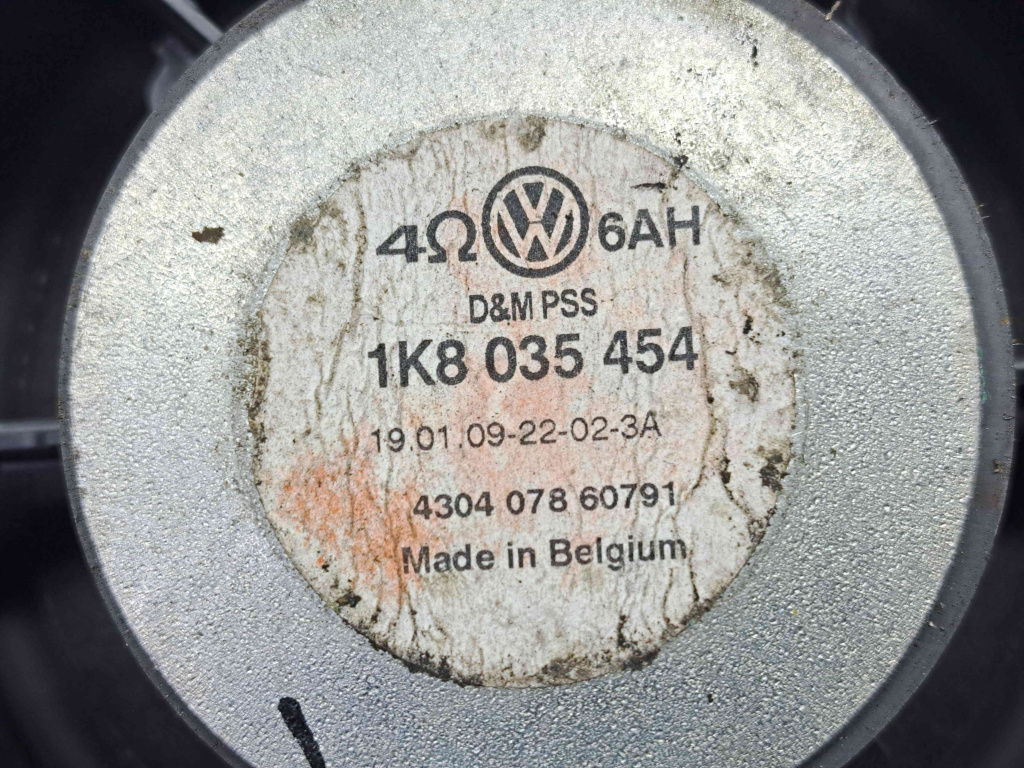 4Ω 6AH
D&M PSS
1K8 035 454
19.01.09-22-02-3A
4304 078 60791
Made in Belgium